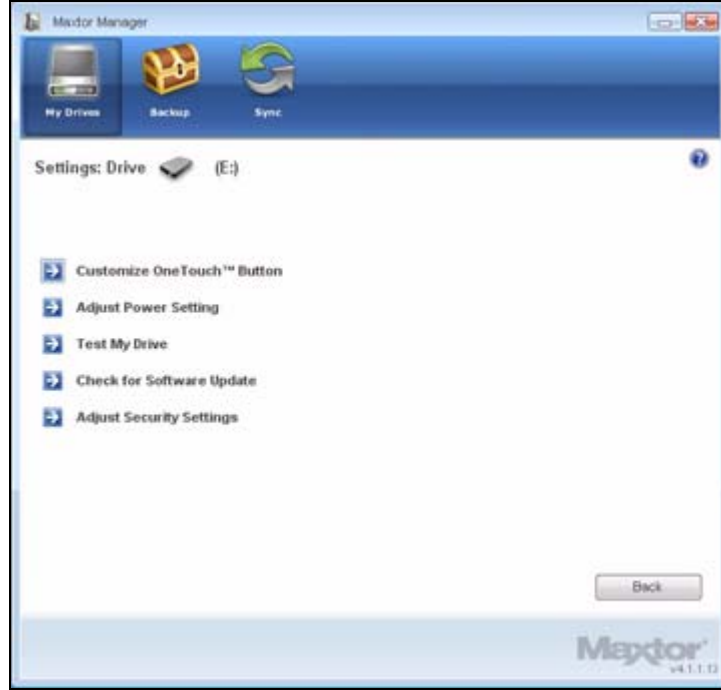 Maxtor Manager
My Drives Backup Sync
Settings: Drive (E:)
Customize OneTouch™ Button
Adjust Power Setting
Test My Drive
Check for Software Update
Adjust Security Settings
Back
Maxtor